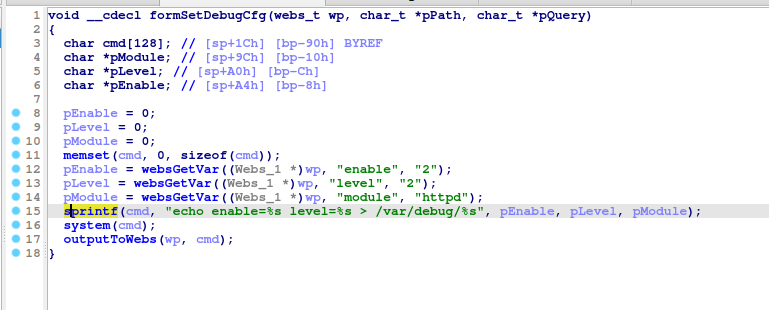 1 void __cdecl formSetDebugCfg(webs_t wp, char_t *pPath, char_t *pQuery)
2 {
3 char cmd[128]; // [sp+1Ch] [bp-90h] BYREF
4 char *pModule; // [sp+9Ch] [bp-10h]
5 char *pLevel; // [sp+A0h] [bp-Ch]
6 char *pEnable; // [sp+A4h] [bp-8h]
7
8 pEnable = 0;
9 pLevel = 0;
10 pModule = 0;
11 memset(cmd, 0, sizeof(cmd));
12 pEnable = websGetVar((Webs_1 *)wp, "enable", "2");
13 pLevel = websGetVar((Webs_1 *)wp, "level", "2");
14 pModule = websGetVar((Webs_1 *)wp, "module", "httpd");
15 sprintf(cmd, "echo enable=%s level=%s > /var/debug/%s", pEnable, pLevel, pModule);
16 system(cmd);
17 outputToWebs(wp, cmd);
18 }